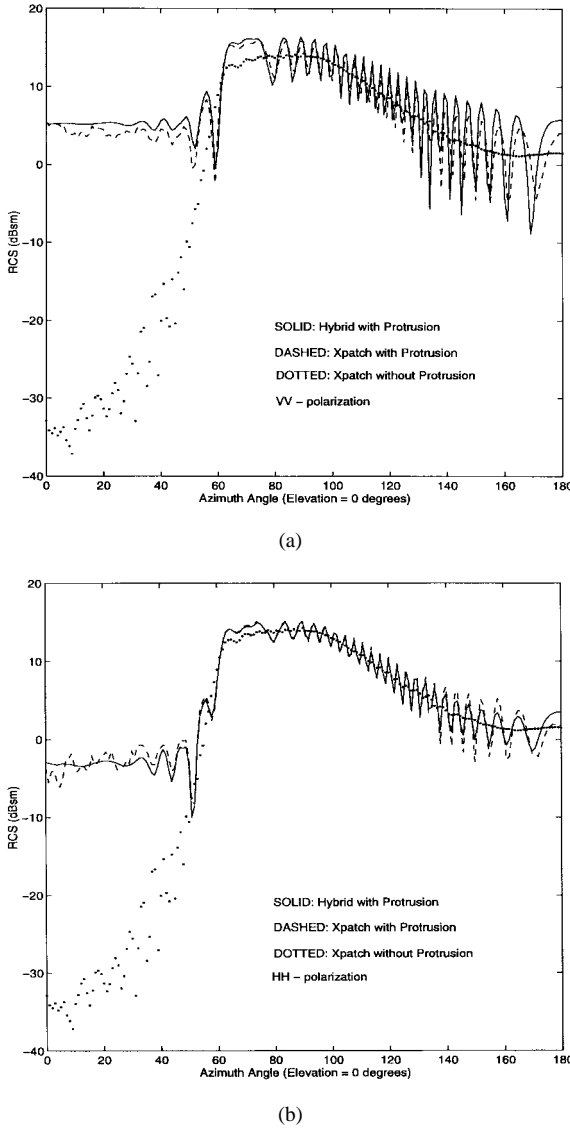 20
10
0
−10
−20
−30
−40
RCS (dBsm)
SOLID: Hybrid with Protrusion
DASHED: Xpatch with Protrusion
DOTTED: Xpatch without Protrusion
VV − polarization
0 20 40 60 80 100 120 140 160 180
Azimuth Angle (Elevation = 0 degrees)
(a)
20
10
0
−10
−20
−30
−40
RCS (dBsm)
SOLID: Hybrid with Protrusion
DASHED: Xpatch with Protrusion
DOTTED: Xpatch without Protrusion
HH − polarization
0 20 40 60 80 100 120 140 160 180
Azimuth Angle (Elevation = 0 degrees)
(b)